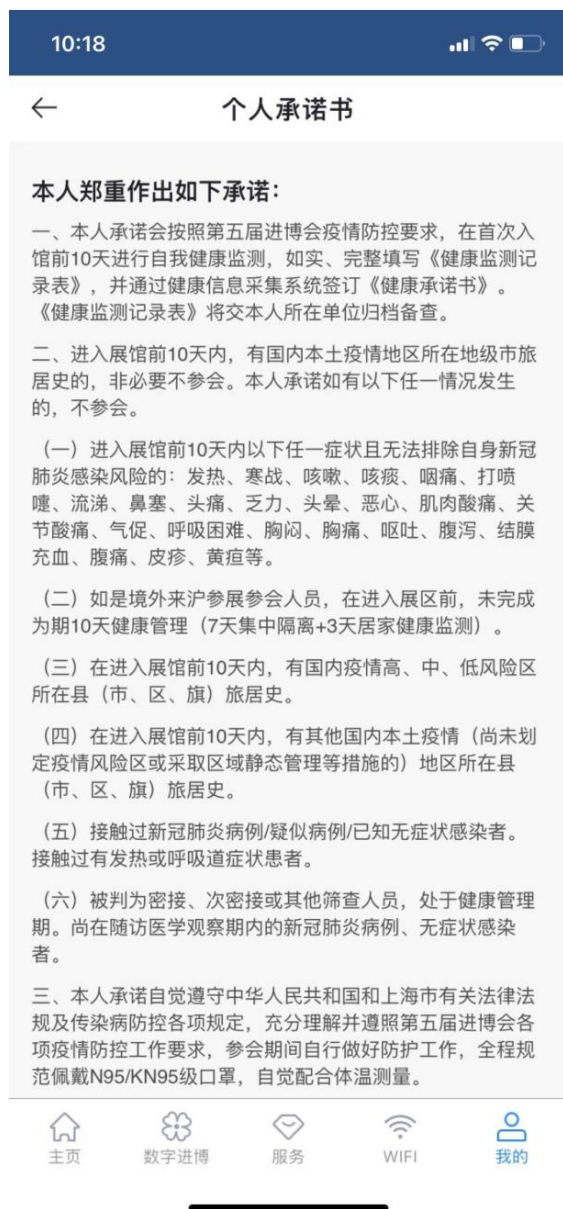 10:18
个人承诺书
本人郑重作出如下承诺：
一、本人承诺会按照第五届进博会疫情防控要求，在首次入
馆前10天进行自我健康监测，如实、完整填写《健康监测记
录表》，并通过健康信息采集系统签订《健康承诺书》。
《健康监测记录表》将交本人所在单位归档备查。
二、进入展馆前10天内，有国内本土疫情地区所在地级市旅
居史的，非必要不参会。本人承诺如有以下任一情况发生
的，不参会。
（一）进入展馆前10天内以下任一症状且无法排除自身新冠
肺炎感染风险的：发热、寒战、咳嗽、咳痰、咽痛、打喷
嚏、流涕、鼻塞、头痛、乏力、头晕、恶心、肌肉酸痛、关
节酸痛、气促、呼吸困难、胸闷、胸痛、呕吐、腹泻、结膜
充血、腹痛、皮疹、黄疸等。
（二）如是境外来沪参展参会人员，在进入展区前，未完成
为期10天健康管理（7天集中隔离+3天居家健康监测）。
（三）在进入展馆前10天内，有国内疫情高、中、低风险区
所在县（市、区、旗）旅居史。
（四）在进入展馆前10天内，有其他国内本土疫情（尚未划
定疫情风险区或采取区域静态管理等措施的）地区所在县
（市、区、旗）旅居史。
（五）接触过新冠肺炎病例/疑似病例/已知无症状感染者。
接触过有发热或呼吸道症状患者。
（六）被判为密接、次密接或其他筛查人员，处于健康管理
期。尚在随访医学观察期内的新冠肺炎病例、无症状感染
者。
三、本人承诺自觉遵守中华人民共和国和上海市有关法律法
规及传染病防控各项规定，充分理解并遵照第五届进博会各
项疫情防控工作要求，参会期间自行做好防护工作，全程规
范佩戴N95/KN95级口罩，自觉配合体温测量。
主页 数字进博 服务 WIFI 我的